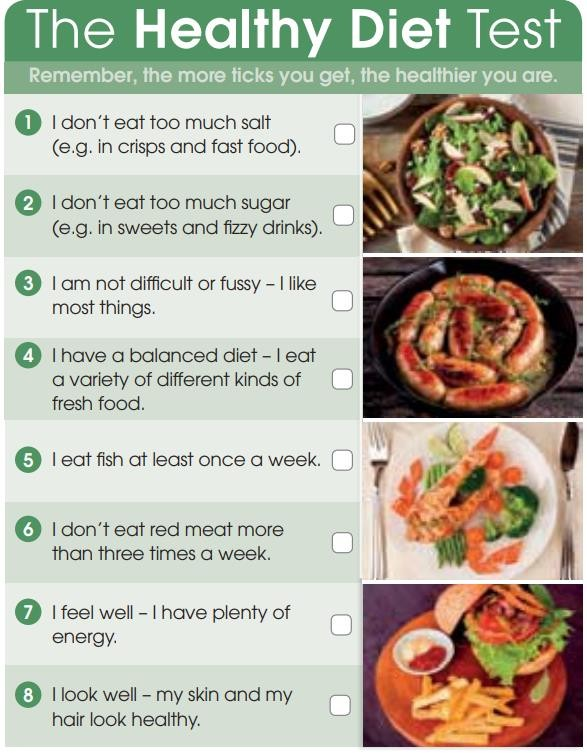 The Healthy Diet Test
Remember, the more ticks you get, the healthier you are.
1 I don't eat too much salt
(e.g. in crisps and fast food).
2 I don't eat too much sugar
(e.g. in sweets and fizzy drinks).
3 I am not difficult or fussy – I like
most things.
4 I have a balanced diet – I eat
a variety of different kinds of
fresh food.
5 I eat fish at least once a week.
6 I don't eat red meat more
than three times a week.
7 I feel well – I have plenty of
energy.
8 I look well – my skin and my
hair look healthy.